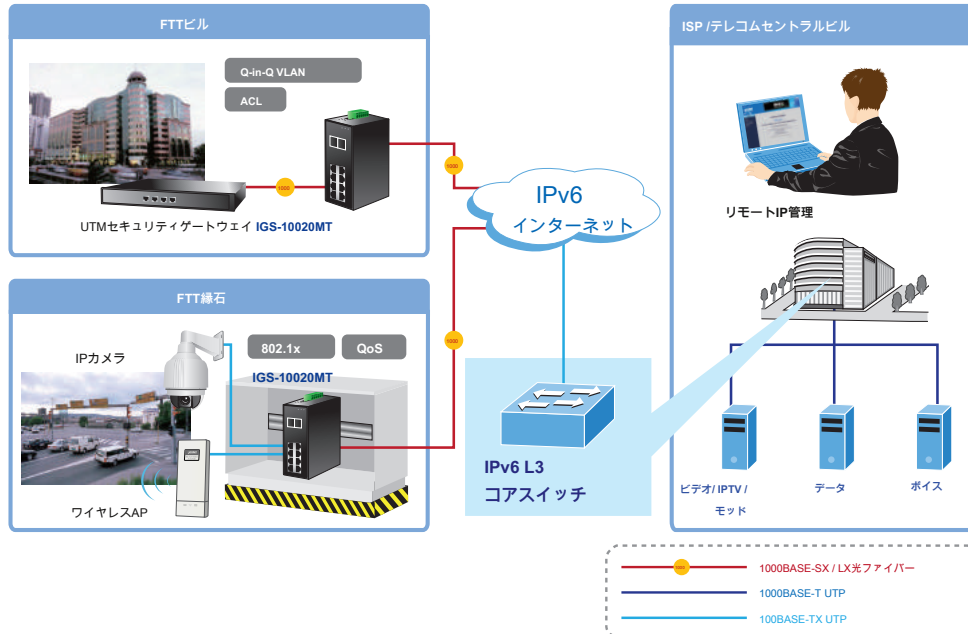 FTTビル
Q-in-Q VLAN
ACL
1000
1000
UTMセキュリティゲートウェイ IGS-10020MT
IPv6
インターネット
FTT縁石
IPカメラ
802.1x
QoS
IGS-10020MT
ワイヤレスAP
1000
IPv6 L3
コアスイッチ
ISP /テレコムセントラルビル
リモートIP管理
ビデオ/ IPTV /
モッド
データ
ボイス
1000BASE-SX / LX光ファイバー
1000BASE-T UTP
100BASE-TX UTP